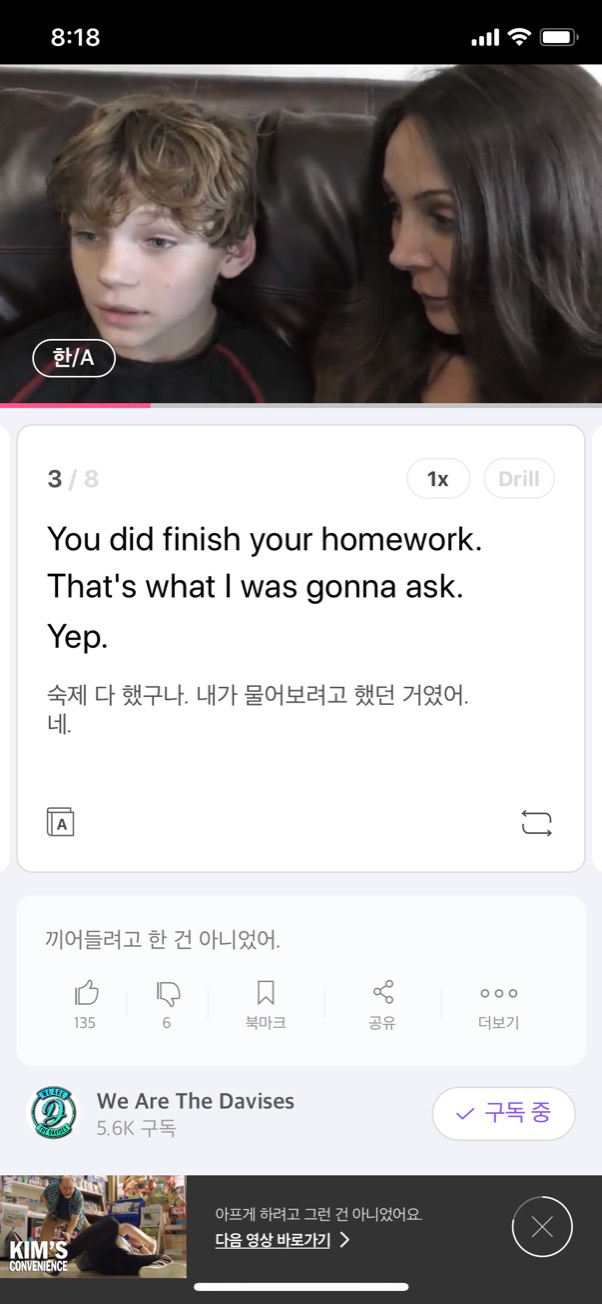 8:18
한/A
3 / 8
1x
Drill
You did finish your homework.
That's what I was gonna ask.
Yep.
숙제 다 했구나. 내가 물어보려고 했던 거였어.
네.
A
끼어들려고 한 건 아니었어.
135
6
북마크
공유
더보기
WE ARE
D
THE DAVISES
We Are The Davises
5.6K 구독
구독 중
KIM'S
CONVENIENCE
아프게 하려고 그런 건 아니었어요.
다음 영상 바로가기